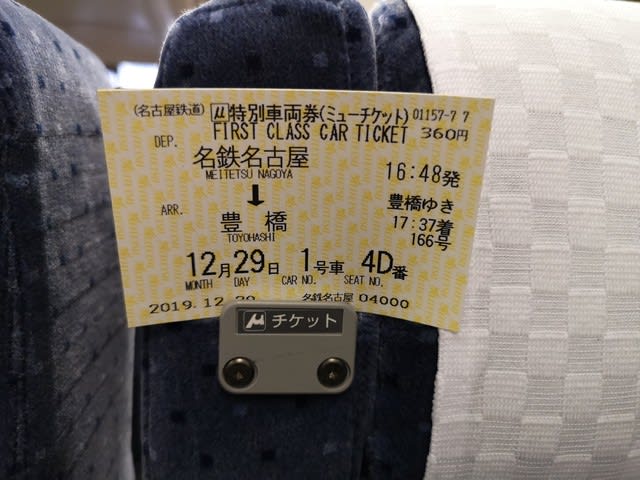 (名古屋鉄道) μ特別車両券(ミューチケット) 01157-7 7
FIRST CLASS CAR TICKET 360円
DEP.
名鉄名古屋 16:48発
MEITETSU NAGOYA
豊橋ゆき
ARR. 17:37着
豊橋 166号
TOYOHASHI
12月29日 1号車 4D番
MONTH DAY CAR NO. SEAT NO.
2019.12.29 名鉄名古屋 04000
μ チケット